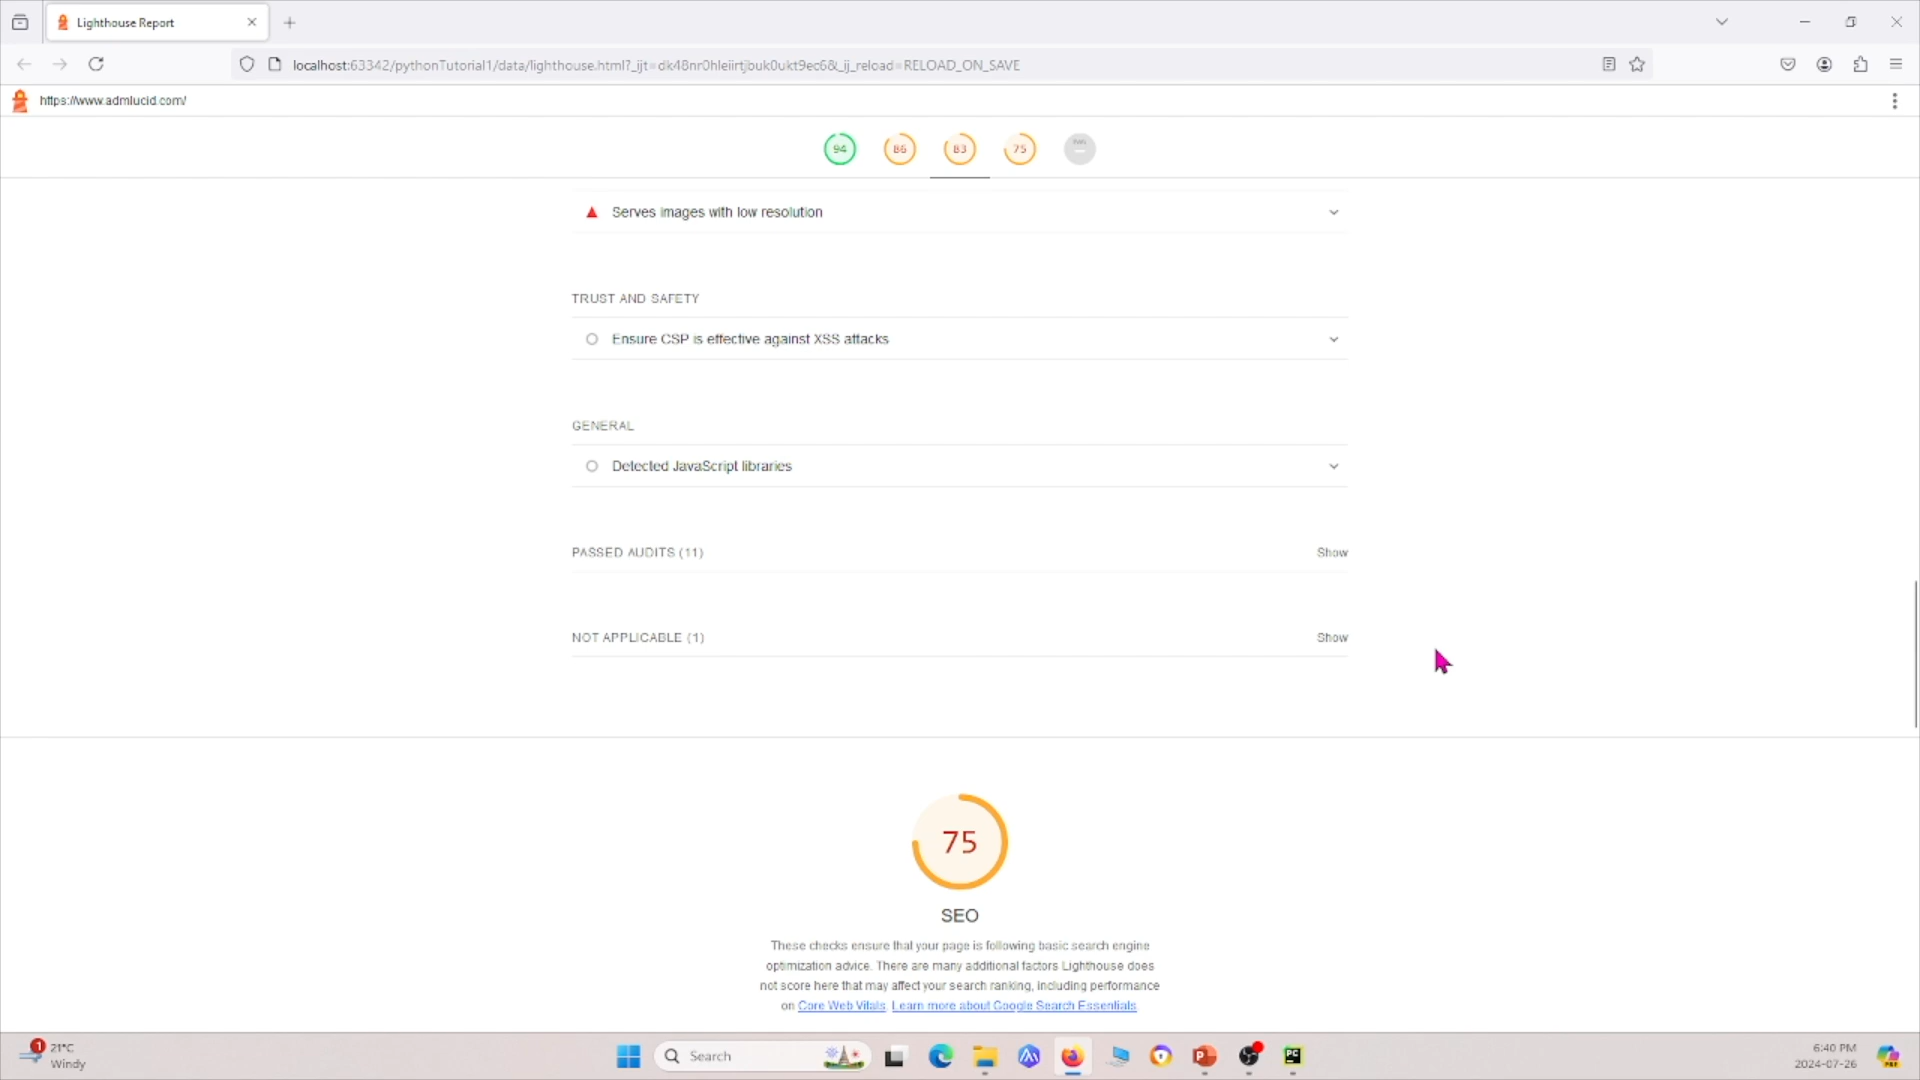 Lighthouse Report
localhost:63342/pythonTutorial1/data/lighthouse.html?_ijt=dk48nr0hleiirtjbuk0ukt9ec6&_ij_reload=RELOAD_ON_SAVE
https://www.admlucid.com/
94 86 83 75
Serves images with low resolution
TRUST AND SAFETY
Ensure CSP is effective against XSS attacks
GENERAL
Detected JavaScript libraries
PASSED AUDITS (11) Show
NOT APPLICABLE (1) Show
75
SEO
These checks ensure that your page is following basic search engine
optimization advice. There are many additional factors Lighthouse does
not score here that may affect your search ranking, including performance
on Core Web Vitals. Learn more about Google Search Essentials.
1
21°C
Windy
Search
PC
6:40 PM
2024-07-26